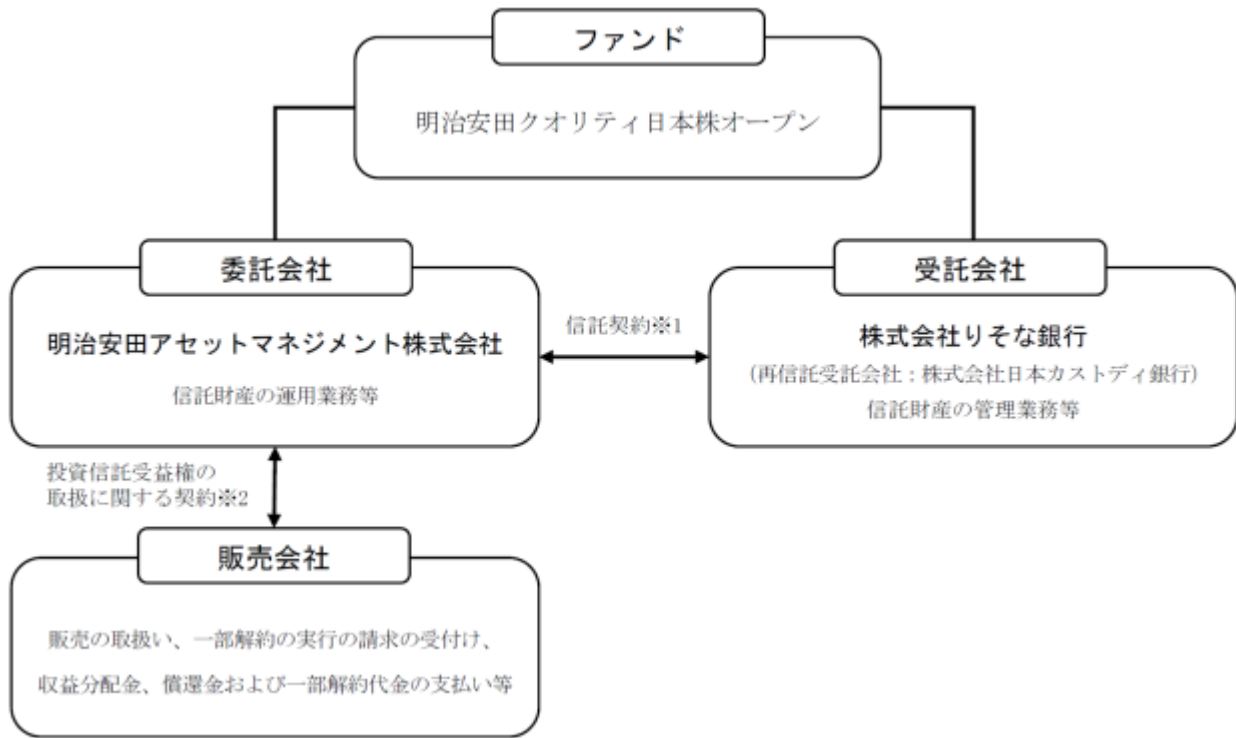 ファンド
明治安田クオリティ日本株オープン
委託会社
明治安田アセットマネジメント株式会社
信託財産の運用業務等
信託契約※1
受託会社
株式会社りそな銀行
(再信託受託会社:株式会社日本カストディ銀行)
信託財産の管理業務等
投資信託受益権の
取扱に関する契約※2
販売会社
販売の取扱い、一部解約の実行の請求の受付け、
収益分配金、償還金および一部解約代金の支払い等